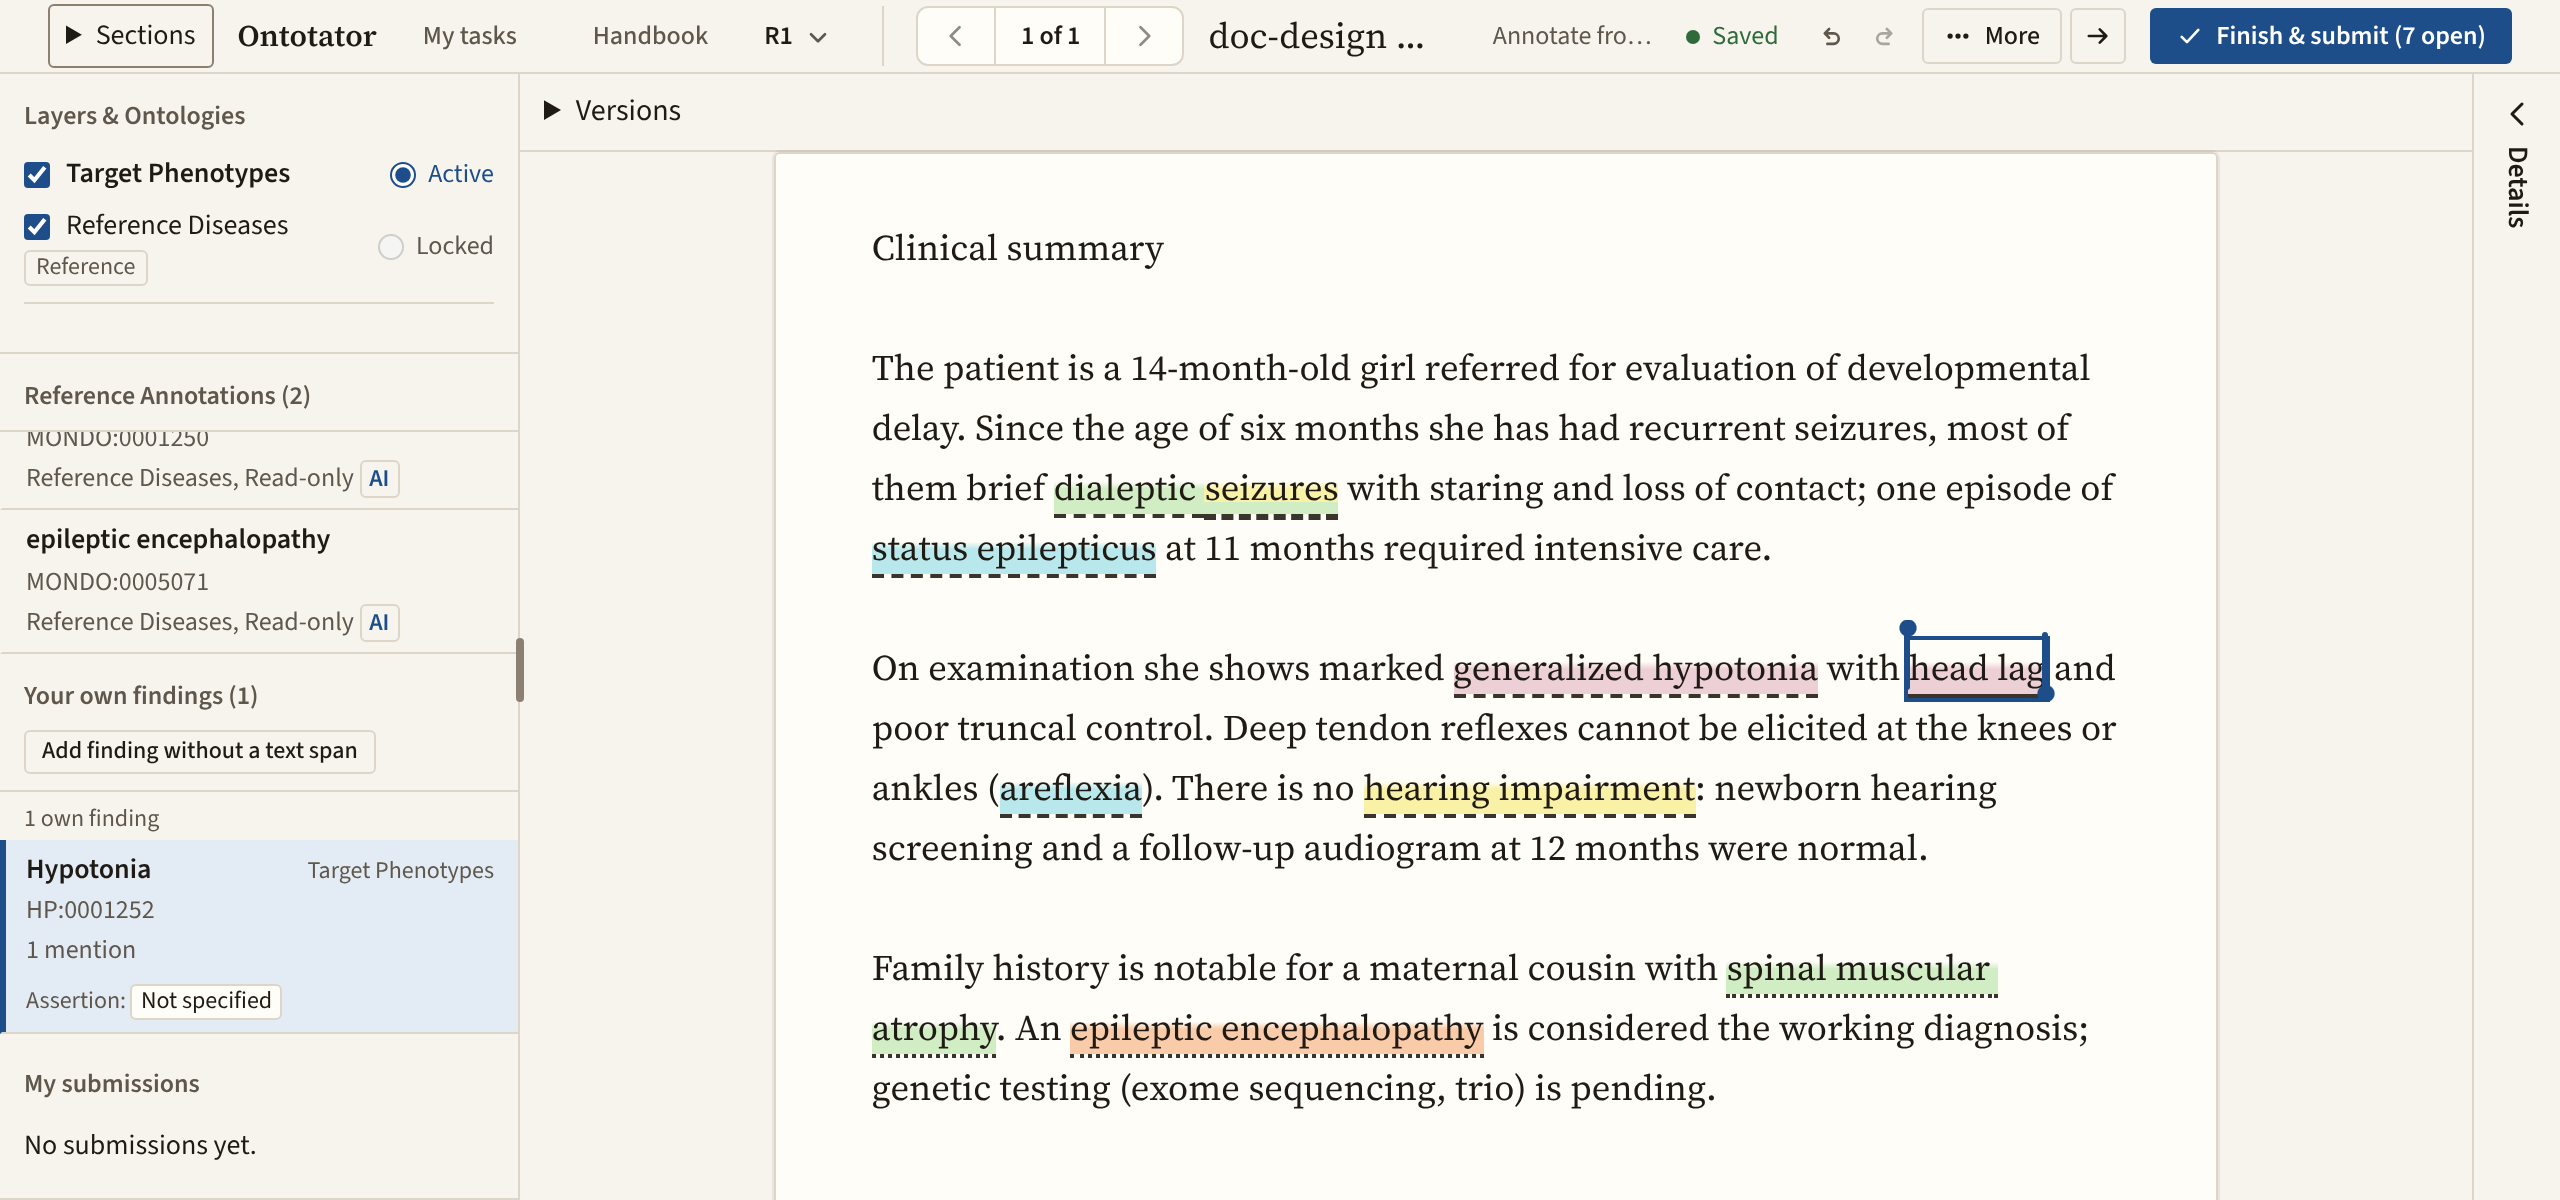 Sections
Ontotator
My tasks
Handbook
R1
1 of 1
doc-design ...
Annotate fro...
Saved
More
Finish & submit (7 open)
Layers & Ontologies
Target Phenotypes
Active
Reference Diseases
Reference
Locked
Reference Annotations (2)
MONDO:0001250
Reference Diseases, Read-only AI
epileptic encephalopathy
MONDO:0005071
Reference Diseases, Read-only AI
Your own findings (1)
Add finding without a text span
1 own finding
Hypotonia
Target Phenotypes
HP:0001252
1 mention
Assertion: Not specified
My submissions
No submissions yet.
Versions
Clinical summary
The patient is a 14-month-old girl referred for evaluation of developmental
delay. Since the age of six months she has had recurrent seizures, most of
them brief dialeptic seizures with staring and loss of contact; one episode of
status epilepticus at 11 months required intensive care.
On examination she shows marked generalized hypotonia with head lag and
poor truncal control. Deep tendon reflexes cannot be elicited at the knees or
ankles (areflexia). There is no hearing impairment: newborn hearing
screening and a follow-up audiogram at 12 months were normal.
Family history is notable for a maternal cousin with spinal muscular
atrophy. An epileptic encephalopathy is considered the working diagnosis;
genetic testing (exome sequencing, trio) is pending.
Details